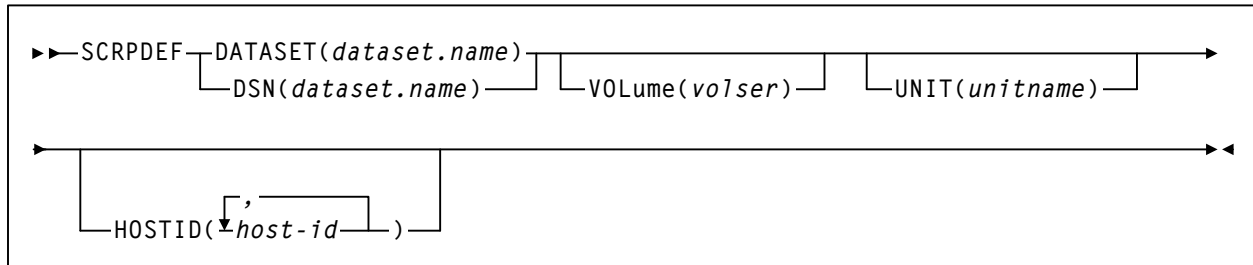 SCRPDEF DATASET(dataset.name)
DSN(dataset.name) VOLume(volser) UNIT(unitname)
,
HOSTID( host-id )